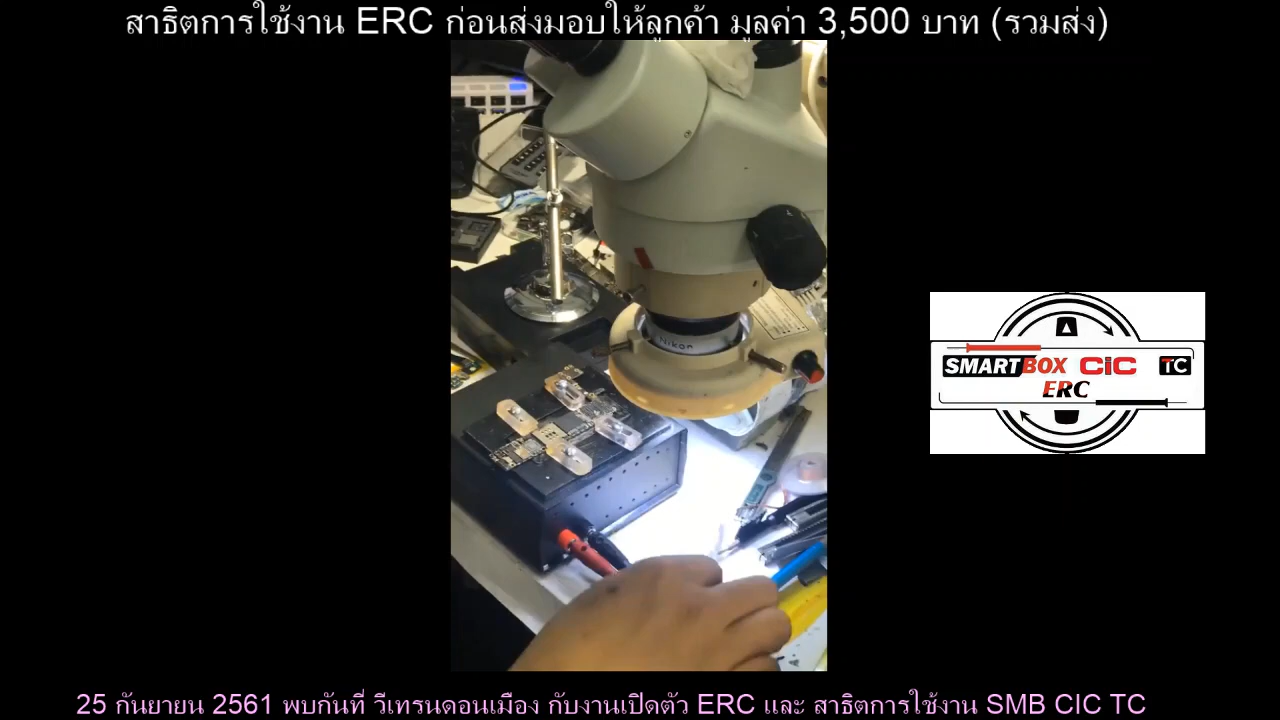 สาธิตการใช้งาน ERC ก่อนส่งมอบให้ลูกค้า มูลค่า 3,500 บาท (รวมส่ง)
Nikon
SMARTBOX CiC TC
ERC
25 กันยายน 2561 พบกันที่ วีเทรนดอนเมือง กับงานเปิดตัว ERC และ สาธิตการใช้งาน SMB CIC TC